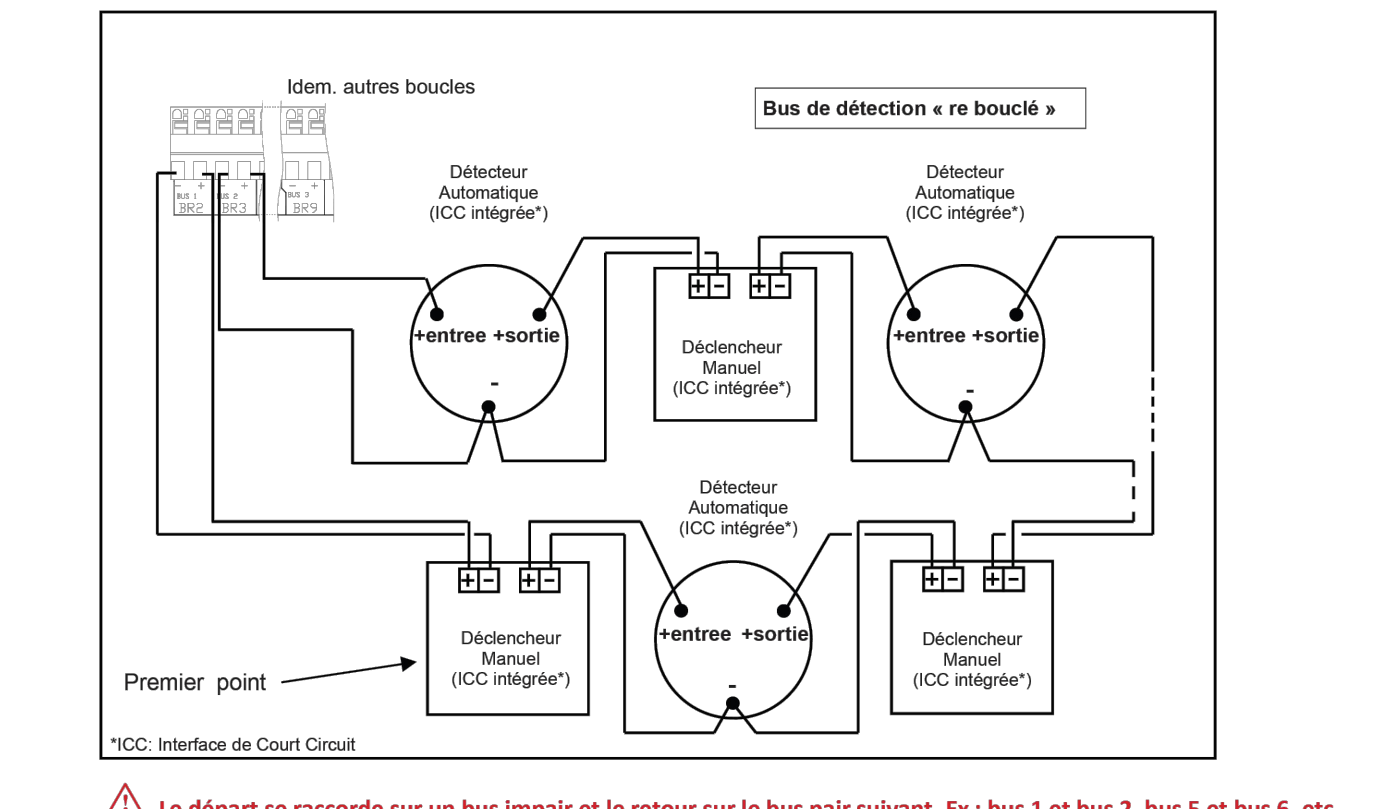 Idem. autres boucles
Bus de détection « re bouclé »
- + - + - +
BUS 1 BUS 2 BUS 3
BR2 BR3 BR9
Détecteur
Automatique
(ICC intégrée*)
Détecteur
Automatique
(ICC intégrée*)
+ - + -
+entree +sortie
-
Déclencheur
Manuel
(ICC intégrée*)
+entree +sortie
-
Détecteur
Automatique
(ICC intégrée*)
+ - + -
+ - + -
Déclencheur
Manuel
(ICC intégrée*)
+entree +sortie
-
Déclencheur
Manuel
(ICC intégrée*)
Premier point
*ICC: Interface de Court Circuit
Le départ se raccorde sur un bus impair et le retour sur le bus pair suivant. Ex : bus 1 et bus 2, bus 5 et bus 6, etc